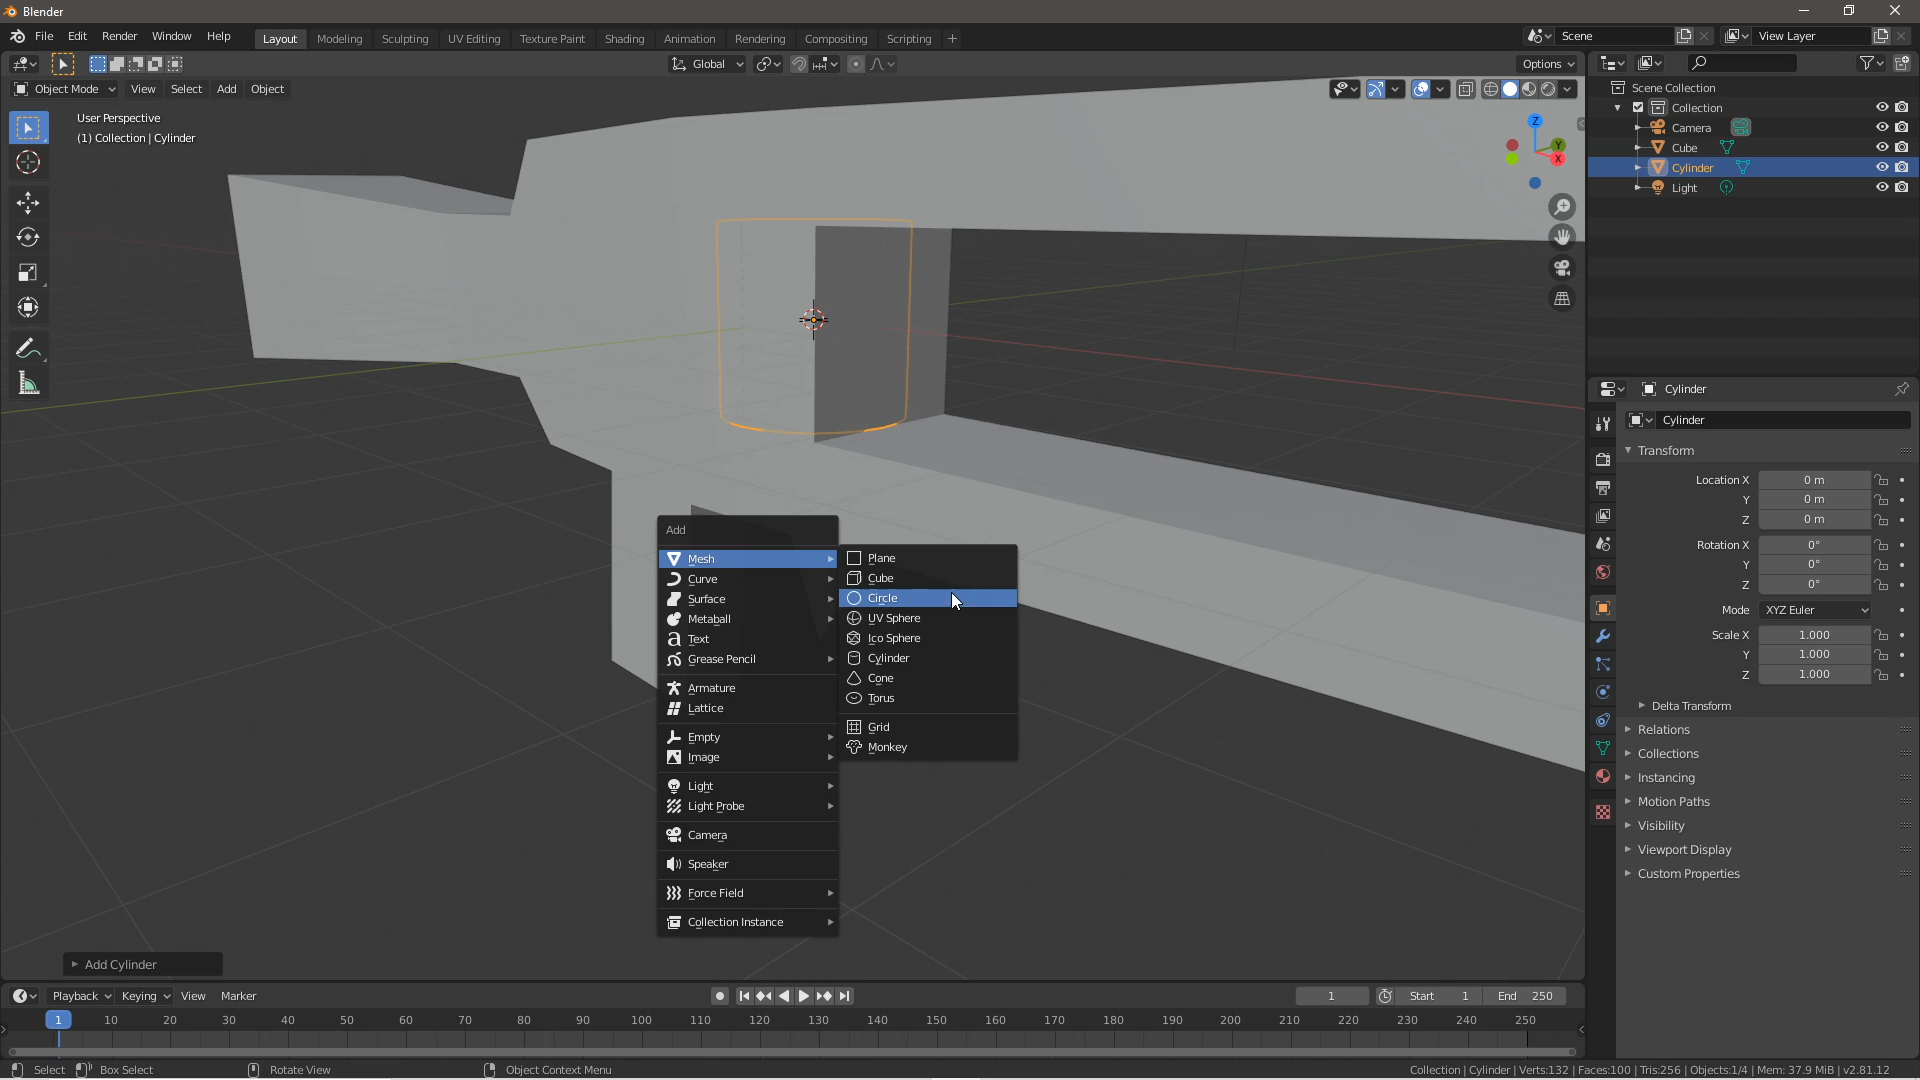 Blender
File Edit Render Window Help
Layout Modeling Sculpting UV Editing Texture Paint Shading Animation Rendering Compositing Scripting +
Scene
View Layer
Global
Options
Object Mode View Select Add Object
User Perspective
(1) Collection | Cylinder
Z
Y
X
Scene Collection
Collection
Camera
Cube
Cylinder
Light
Cylinder
Cylinder
Transform
Location X 0 m
Y 0 m
Z 0 m
Rotation X 0°
Y 0°
Z 0°
Mode XYZ Euler
Scale X 1.000
Y 1.000
Z 1.000
Delta Transform
Relations
Collections
Instancing
Motion Paths
Visibility
Viewport Display
Custom Properties
Add
Mesh
Curve
Surface
Metaball
Text
Grease Pencil
Armature
Lattice
Empty
Image
Light
Light Probe
Camera
Speaker
Force Field
Collection Instance
Plane
Cube
Circle
UV Sphere
Ico Sphere
Cylinder
Cone
Torus
Grid
Monkey
Add Cylinder
Playback Keying View Marker
1 Start 1 End 250
1 10 20 30 40 50 60 70 80 90 100 110 120 130 140 150 160 170 180 190 200 210 220 230 240 250
Select Box Select Rotate View Object Context Menu
Collection | Cylinder | Verts:132 | Faces:100 | Tris:256 | Objects:1/4 | Mem: 37.9 MiB | v2.81.12